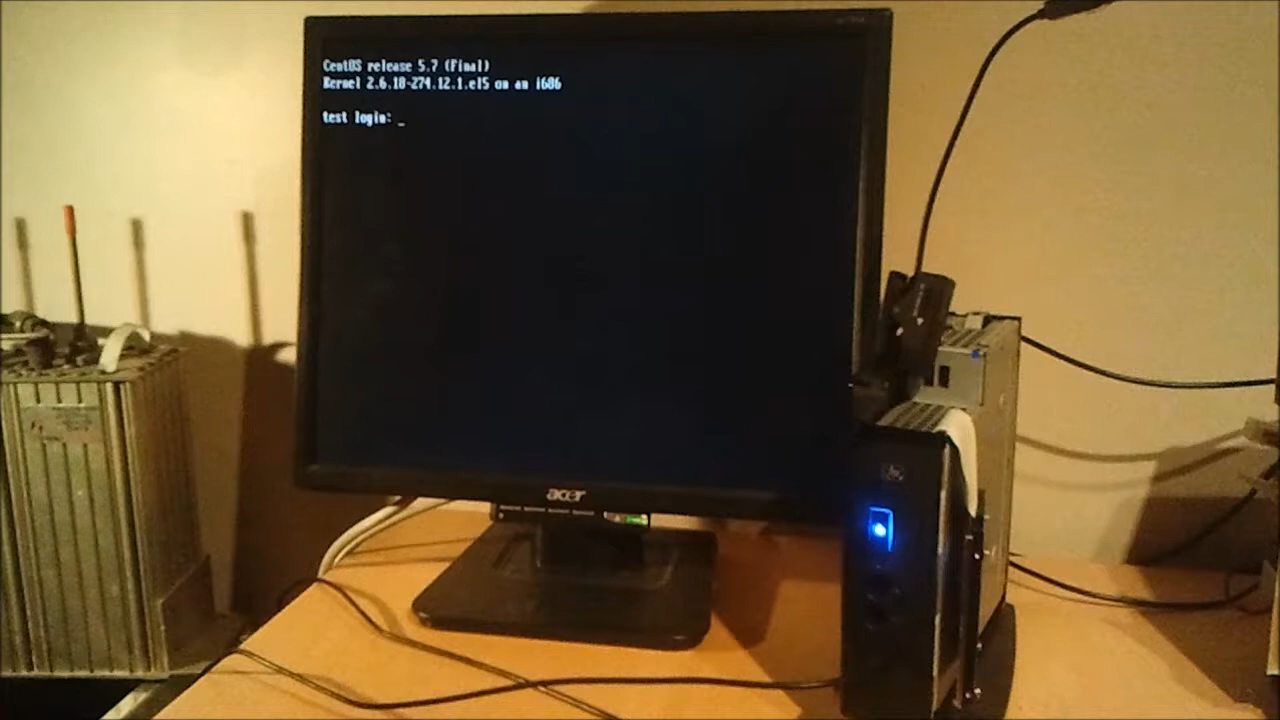 CentOS release 5.7 (Final)
Kernel 2.6.18-274.12.1.el5 on an i686
test login: _
acer
hp